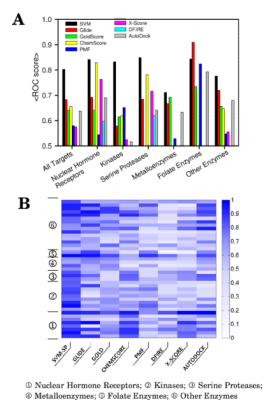 A
SVM
Glide
GoldScore
ChemScore
PMF
X-Score
DFIRE
AutoDock
<ROC score>
1.0
0.9
0.8
0.7
0.6
0.5
All Targets
Nuclear Hormone
Receptors
Kinases
Serine Proteases
Metalloenzymes
Folate Enzymes
Other Enzymes
B
⑥
⑤
④
③
②
①
1
0.9
0.8
0.7
0.6
0.5
0.4
0.3
0.2
0.1
0
SVM-SP
GLIDE
GOLD
CHEMSCORE
PMF
DFIRE
X-SCORE
AUTODOCK
① Nuclear Hormone Receptors; ② Kinases; ③ Serine Proteases;
④ Metalloenzymes; ⑤ Folate Enzymes; ⑥ Other Enzymes